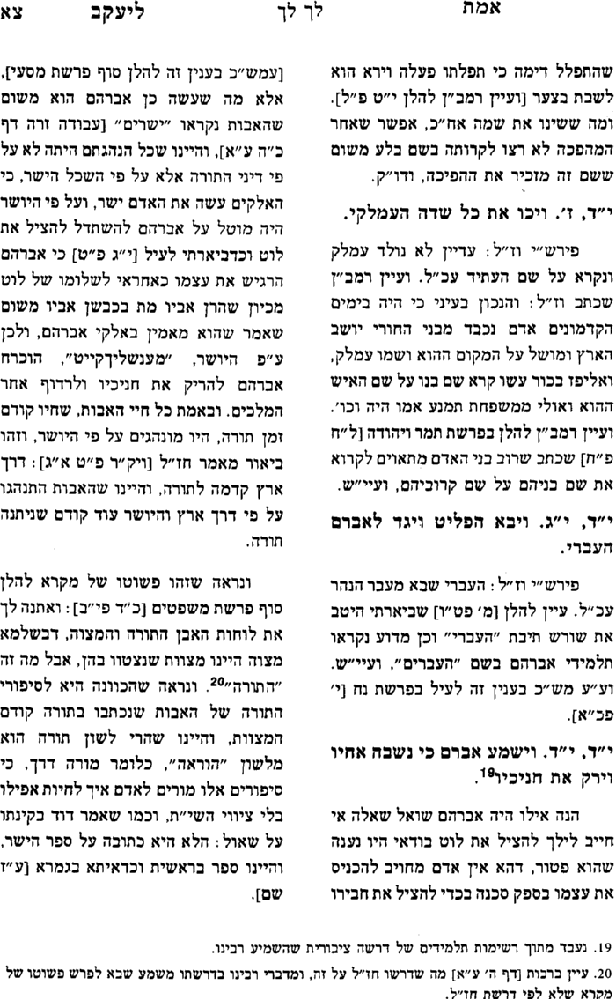 אמת
לך לך
ליעקב
צא
שהתפלל דימה כי תפלתו פעלה וירא הוא
לשבת בצער [ועיין רמב״ן להלן י״ט פ״ל].
ומה ששינו את שמה אח״כ, אפשר שאחר
המהפכה לא רצו לקרותה בשם בלע משום
ששם זה מזכיר את ההפיכה, ודו״ק.
י״ד, ז׳. ויכו את כל שדה העמלקי.
פירש״י וז״ל: עדיין לא נולד עמלק
ונקרא על שם העתיד עכ״ל. ועיין רמב״ן
שכתב וז״ל: והנכון בעיני כי היה בימים
הקדמונים אדם נכבד מבני החורי יושב
הארץ ומושל על המקום ההוא ושמו עמלק,
ואליפז בכור עשו קרא שם בנו על שם האיש
ההוא ואולי ממשפחת תמנע אמו היה וכו׳.
ועיין רמב״ן להלן בפרשת תמר ויהודה [ל״ח
פ״ח] שכתב שרוב בני האדם מתאוים לקרוא
את שם בניהם על שם קרוביהם, ועיי״ש.
י״ד, י״ג. ויבא הפליט ויגד לאברם
העברי.
פירש״י וז״ל: העברי שבא מעבר הנהר
עכ״ל. עיין להלן [מ׳ פט״ו] שביארתי היטב
את שורש תיבת ״העברי״ וכן מדוע נקראו
תלמידי אברהם בשם ״העברים״, ועיי״ש.
וע״ע מש״כ בענין זה לעיל בפרשת נח [י׳
פכ״א].
י״ד, י״ד. וישמע אברם כי נשבה אחיו
וירק את חניכיו19.
הנה אילו היה אברהם שואל שאלה אי
חייב לילך להציל את לוט בודאי היו נענה
שהוא פטור, דהא אין אדם מחויב להכניס
את עצמו בספק סכנה בכדי להציל את חבירו
[עמש״כ בענין זה להלן סוף פרשת מסעי],
אלא מה שעשה כן אברהם הוא משום
שהאבות נקראו ״ישרים״ [עבודה זרה דף
כ״ה ע״א], והיינו שכל הנהגתם היתה לא על
פי דיני התורה אלא על פי השכל הישר, כי
האלקים עשה את האדם ישר, ועל פי היושר
היה מוטל על אברהם להשתדל להציל את
לוט וכדביארתי לעיל [י״ג פ״ט] כי אברהם
הרגיש את עצמו כאחראי לשלומו של לוט
מכיון שהרן אביו מת בכבשן אביו משום
שאמר שהוא מאמין באלקי אברהם, ולכן
ע״פ היושר, ״מענשליךקייט״, הוכרח
אברהם להריק את חניכיו ולרדוף אחר
המלכים. ובאמת כל חיי האבות, שחיו קודם
זמן תורה, היו מונהגים על פי היושר, וזהו
ביאור מאמר חז״ל [ויק״ר פ״ט א״ג]: דרך
ארץ קדמה לתורה, והיינו שהאבות התנהגו
על פי דרך ארץ והיושר עוד קודם שניתנה
תורה.
ונראה שזהו פשוטו של מקרא להלן
סוף פרשת משפטים [כ״ד פי״ב]: ואתנה לך
את לוחות האבן התורה והמצוה, דבשלמא
מצוה היינו מצוות שנצטוו בהן, אבל מה זה
״התורה״20. ונראה שהכוונה היא לסיפורי
התורה של האבות שנכתבו בתורה קודם
המצוות, והיינו שהרי לשון תורה הוא
מלשון ״הוראה״, כלומר מורה דרך, כי
סיפורים אלו מורים לאדם איך לחיות אפילו
בלי ציווי השי״ת, וכמו שאמר דוד בקינתו
על שאול: הלא היא כתובה על ספר הישר,
והיינו ספר בראשית וכדאיתא בגמרא [ע״ז
שם].
19. נעבד מתוך רשימות תלמידים של דרשה ציבורית שהשמיע רבינו.
20. עיין ברכות [דף ה׳ ע״א] מה שדרשו חז״ל על זה, ומדברי רבינו בדרשתו משמע שבא לפרש פשוטו של
מקרא שלא לפי דרשת חז״ל.